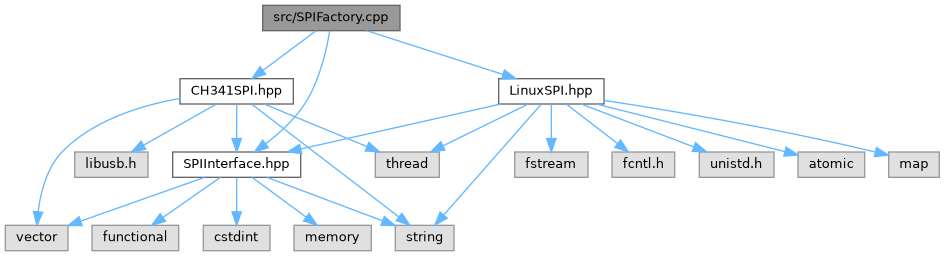 src/SPIFactory.cpp
CH341SPI.hpp
LinuxSPI.hpp
libusb.h
SPIInterface.hpp
thread
fstream
fcntl.h
unistd.h
atomic
map
vector
functional
cstdint
memory
string